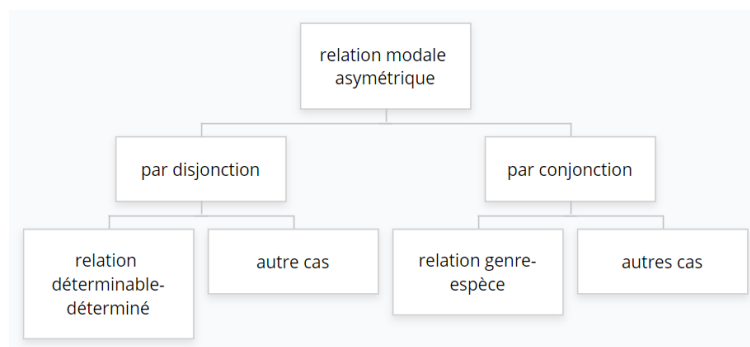 relation modale
asymétrique
par disjonction
par conjonction
relation
déterminable-
déterminé
autre cas
relation genre-
espèce
autres cas